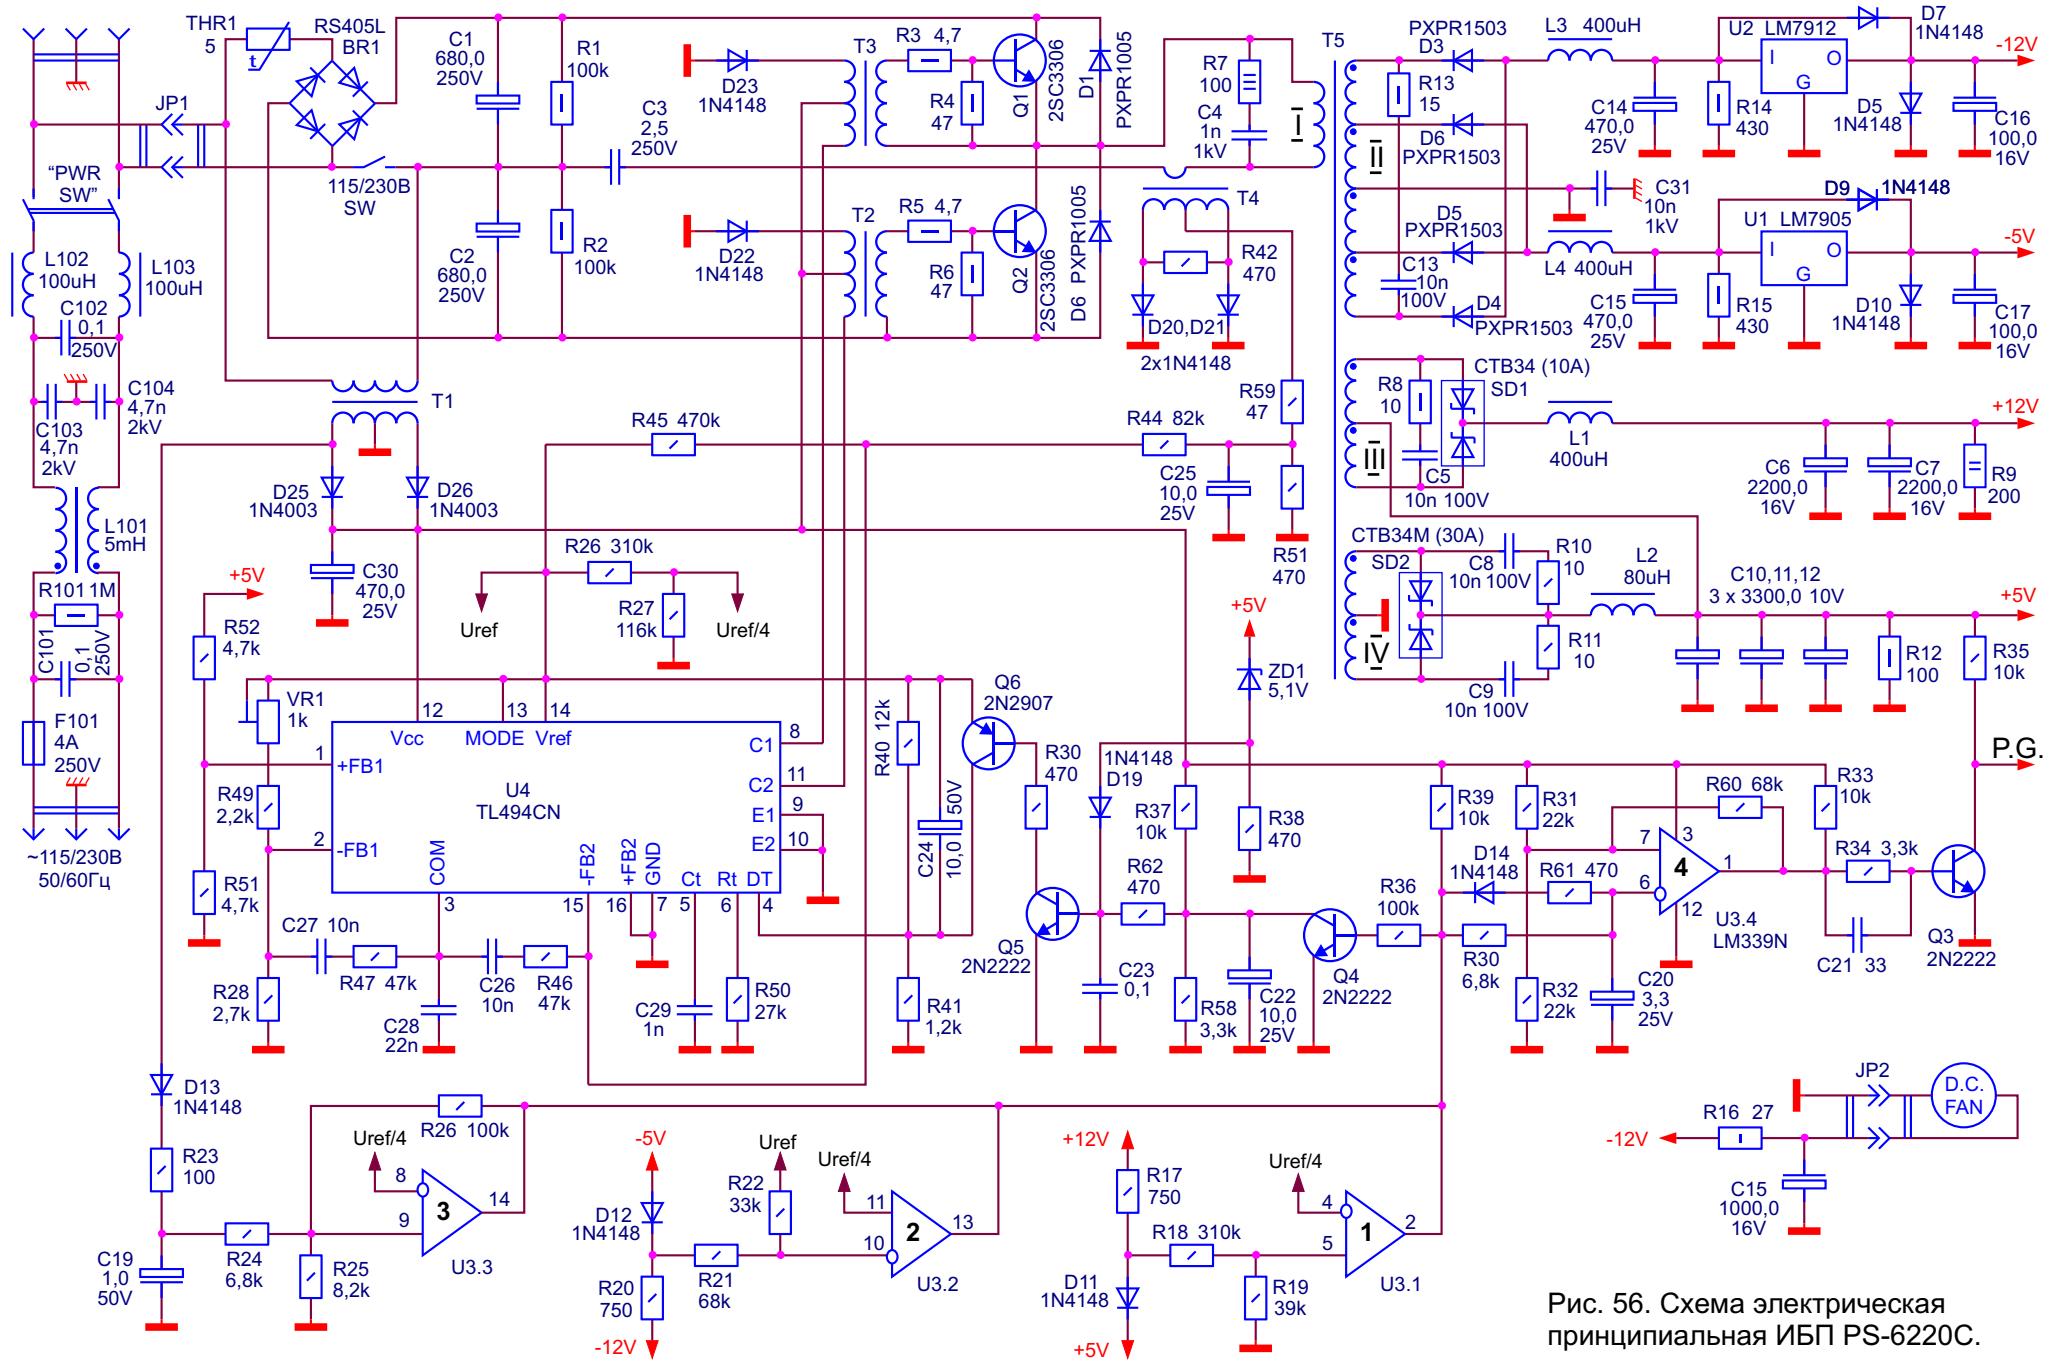 THR1
5
RS405L
BR1
C1
680,0
250V
R1
100k
C3
2,5
250V
D23
1N4148
T3
R3 4,7
R4
47
Q1
2SC3306
D1
PXPR1005
R7
100
C4
1n
1kV
I
T5
PXPR1503
D3
R13
15
II
D6
PXPR1503
L3 400uH
U2 LM7912
I
O
G
D7
1N4148
-12V
C14
470,0
25V
R14
430
D5
1N4148
C16
100,0
16V
JP1
"PWR
SW"
115/230В
SW
C2
680,0
250V
R2
100k
D22
1N4148
T2
R5 4,7
R6
47
Q2
2SC3306
D6 PXPR1005
T4
R42
470
D20,D21
2x1N4148
C31
10n
1kV
D5
PXPR1503
C13
10n
100V
D4
PXPR1503
L4 400uH
D9 1N4148
U1 LM7905
I
O
G
-5V
C15
470,0
25V
R15
430
D10
1N4148
C17
100,0
16V
L102
100uH
L103
100uH
C102
0,1
250V
C104
4,7n
2kV
C103
4,7n
2kV
T1
R45 470k
R44 82k
R59
47
R8
10
CTB34 (10A)
SD1
III
C5
10n 100V
L1
400uH
+12V
C6
2200,0
16V
C7
2200,0
16V
R9
200
D25
1N4003
D26
1N4003
C25
10,0
25V
R51
470
L101
5mH
R101 1M
C101
0,1
250V
F101
4A
250V
~115/230В
50/60Гц
+5V
C30
470,0
25V
R26 310k
R27
116k
Uref
Uref/4
CTB34M (30A)
SD2
C8
10n 100V
R10
10
L2
80uH
C10,11,12
3 x 3300,0 10V
+5V
IV
R11
10
C9
10n 100V
R12
100
R35
10k
P.G.
R52
4,7k
VR1
1k
R49
2,2k
R51
4,7k
12
13
14
Vcc
MODE
Vref
1
+FB1
2
-FB1
U4
TL494CN
C1
8
C2
11
E1
9
E2
10
COM
-FB2
+FB2
GND
Ct
Rt
DT
3
15
16
7
5
6
4
R40 12k
C24
10,0 50V
Q6
2N2907
R30
470
+5V
ZD1
5,1V
1N4148
D19
R37
10k
R38
470
R39
10k
R31
22k
R60 68k
R33
10k
7
3
4
1
6
12
U3.4
LM339N
D14
1N4148
R61 470
R34 3,3k
C21 33
Q3
2N2222
Q5
2N2222
R62
470
R36
100k
R30
6,8k
C23
0,1
R58
3,3k
C22
10,0
25V
Q4
2N2222
R32
22k
C20
3,3
25V
C27 10n
R47 47k
C26
10n
R46
47k
R28
2,7k
C28
22n
C29
1n
R50
27k
R41
1,2k
D13
1N4148
R23
100
R26 100k
Uref/4
8
3
9
14
U3.3
R24
6,8k
R25
8,2k
C19
1,0
50V
-5V
D12
1N4148
R20
750
-12V
R21
68k
Uref
R22
33k
Uref/4
11
2
10
13
U3.2
+12V
R17
750
R18 310k
D11
1N4148
+5V
R19
39k
Uref/4
4
1
5
2
U3.1
JP2
D.C.
FAN
R16 27
-12V
C15
1000,0
16V
Рис. 56. Схема электрическая
принципиальная ИБП PS-6220C.